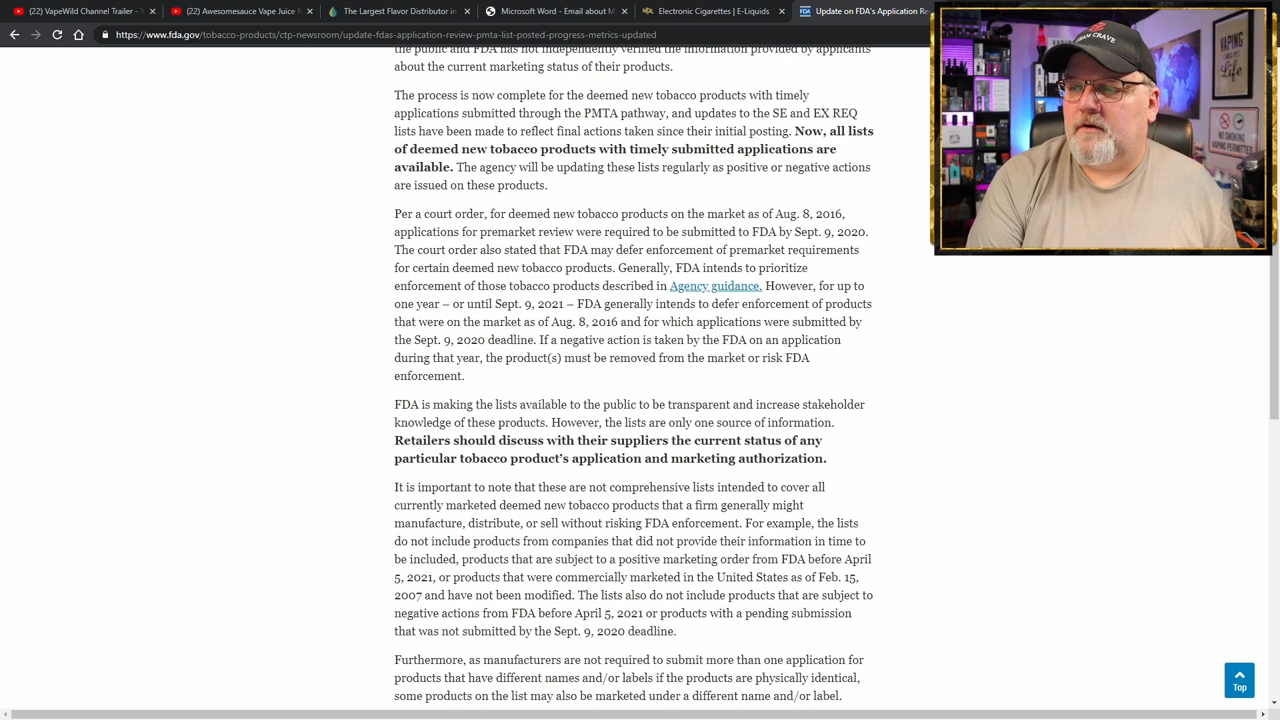 (22) VapeWild Channel Trailer -
(22) Awesomesauce Vape Juice
The Largest Vapor Distributor
Microsoft Word - Email about M
Electronic Cigarettes | E-Liquids
Update on FDA's Application Re
https://www.fda.gov/tobacco
update-fdas-application-review-pmta-list-
metrics-updated
public and FDA has not independently verified the information provided by applicants
about the current marketing status of their products.
The process is now complete for the deemed new tobacco products with timely
applications submitted through the PMTA pathway, and updates to the SE and EX REQ
lists have been made to reflect final actions taken since their initial posting. Now, all lists
of deemed new tobacco products with timely submitted applications are
available. The agency will be updating these lists regularly as positive or negative actions
are issued on these products.
Per a court order, for deemed new tobacco products on the market as of Aug. 8, 2016,
applications for premarket review were required to be submitted to FDA by Sept. 9, 2020.
The court order also stated that FDA may defer enforcement of premarket requirements
for certain deemed new tobacco products. Generally, FDA intends to prioritize
enforcement of those tobacco products described in Agency guidance. However, for up to
one year – or until Sept. 9, 2021 – FDA generally intends to defer enforcement of products
that were on the market as of Aug. 8, 2016 and for which applications were submitted by
the Sept. 9, 2020 deadline. If a negative action is taken by the FDA on an application
during that year, the product(s) must be removed from the market or risk FDA
enforcement.
FDA is making the lists available to the public to be transparent and increase stakeholder
knowledge of these products. However, the lists are only one source of information.
Retailers should discuss with their suppliers the current status of any
particular tobacco product's application and marketing authorization.
It is important to note that these are not comprehensive lists intended to cover all
currently marketed deemed new tobacco products that a firm generally might
manufacture, distribute, or sell without risking FDA enforcement. For example, the lists
do not include products from companies that did not provide their information in time to
be included, products that are subject to a positive marketing order from FDA before April
5, 2021, or products that were commercially marketed in the United States as of Feb. 15,
2007 and have not been modified. The lists also do not include products that are subject to
negative actions from FDA before April 5, 2021 or products with a pending submission
that was not submitted by the Sept. 9, 2020 deadline.
Furthermore, as manufacturers are not required to submit more than one application for
products that have different names and/or labels if the products are physically identical,
some products on the list may also be marketed under a different name and/or label.
Top
CRAVE
VAPING
Life
NO
SMOKING
VAPING PERMITTED